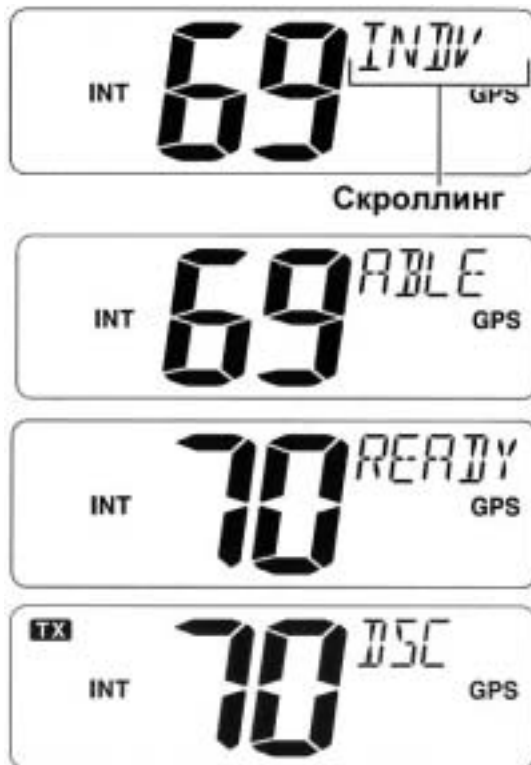 INT 69 INDV GPS
Скроллинг
INT 69 ABLE GPS
INT 70 READY GPS
TX
INT 70 DSC GPS